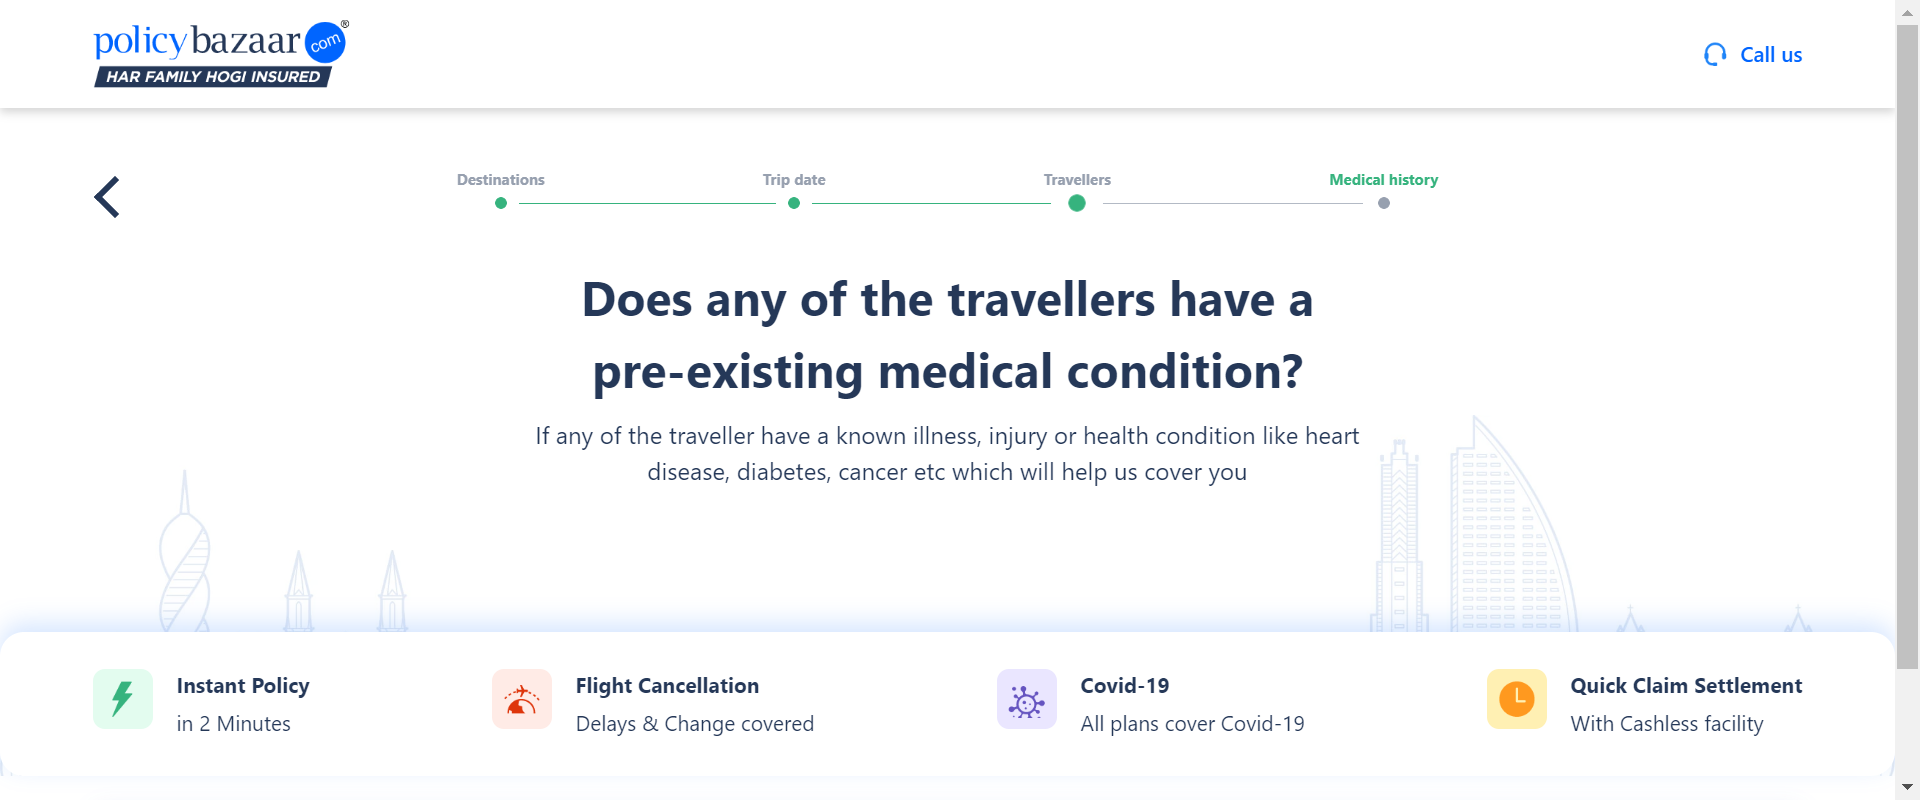 policybazaar com ®
HAR FAMILY HOGI INSURED
Call us
Destinations
Trip date
Travellers
Medical history
Does any of the travellers have a
pre-existing medical condition?
If any of the traveller have a known illness, injury or health condition like heart
disease, diabetes, cancer etc which will help us cover you
Instant Policy
in 2 Minutes
Flight Cancellation
Delays & Change covered
Covid-19
All plans cover Covid-19
Quick Claim Settlement
With Cashless facility